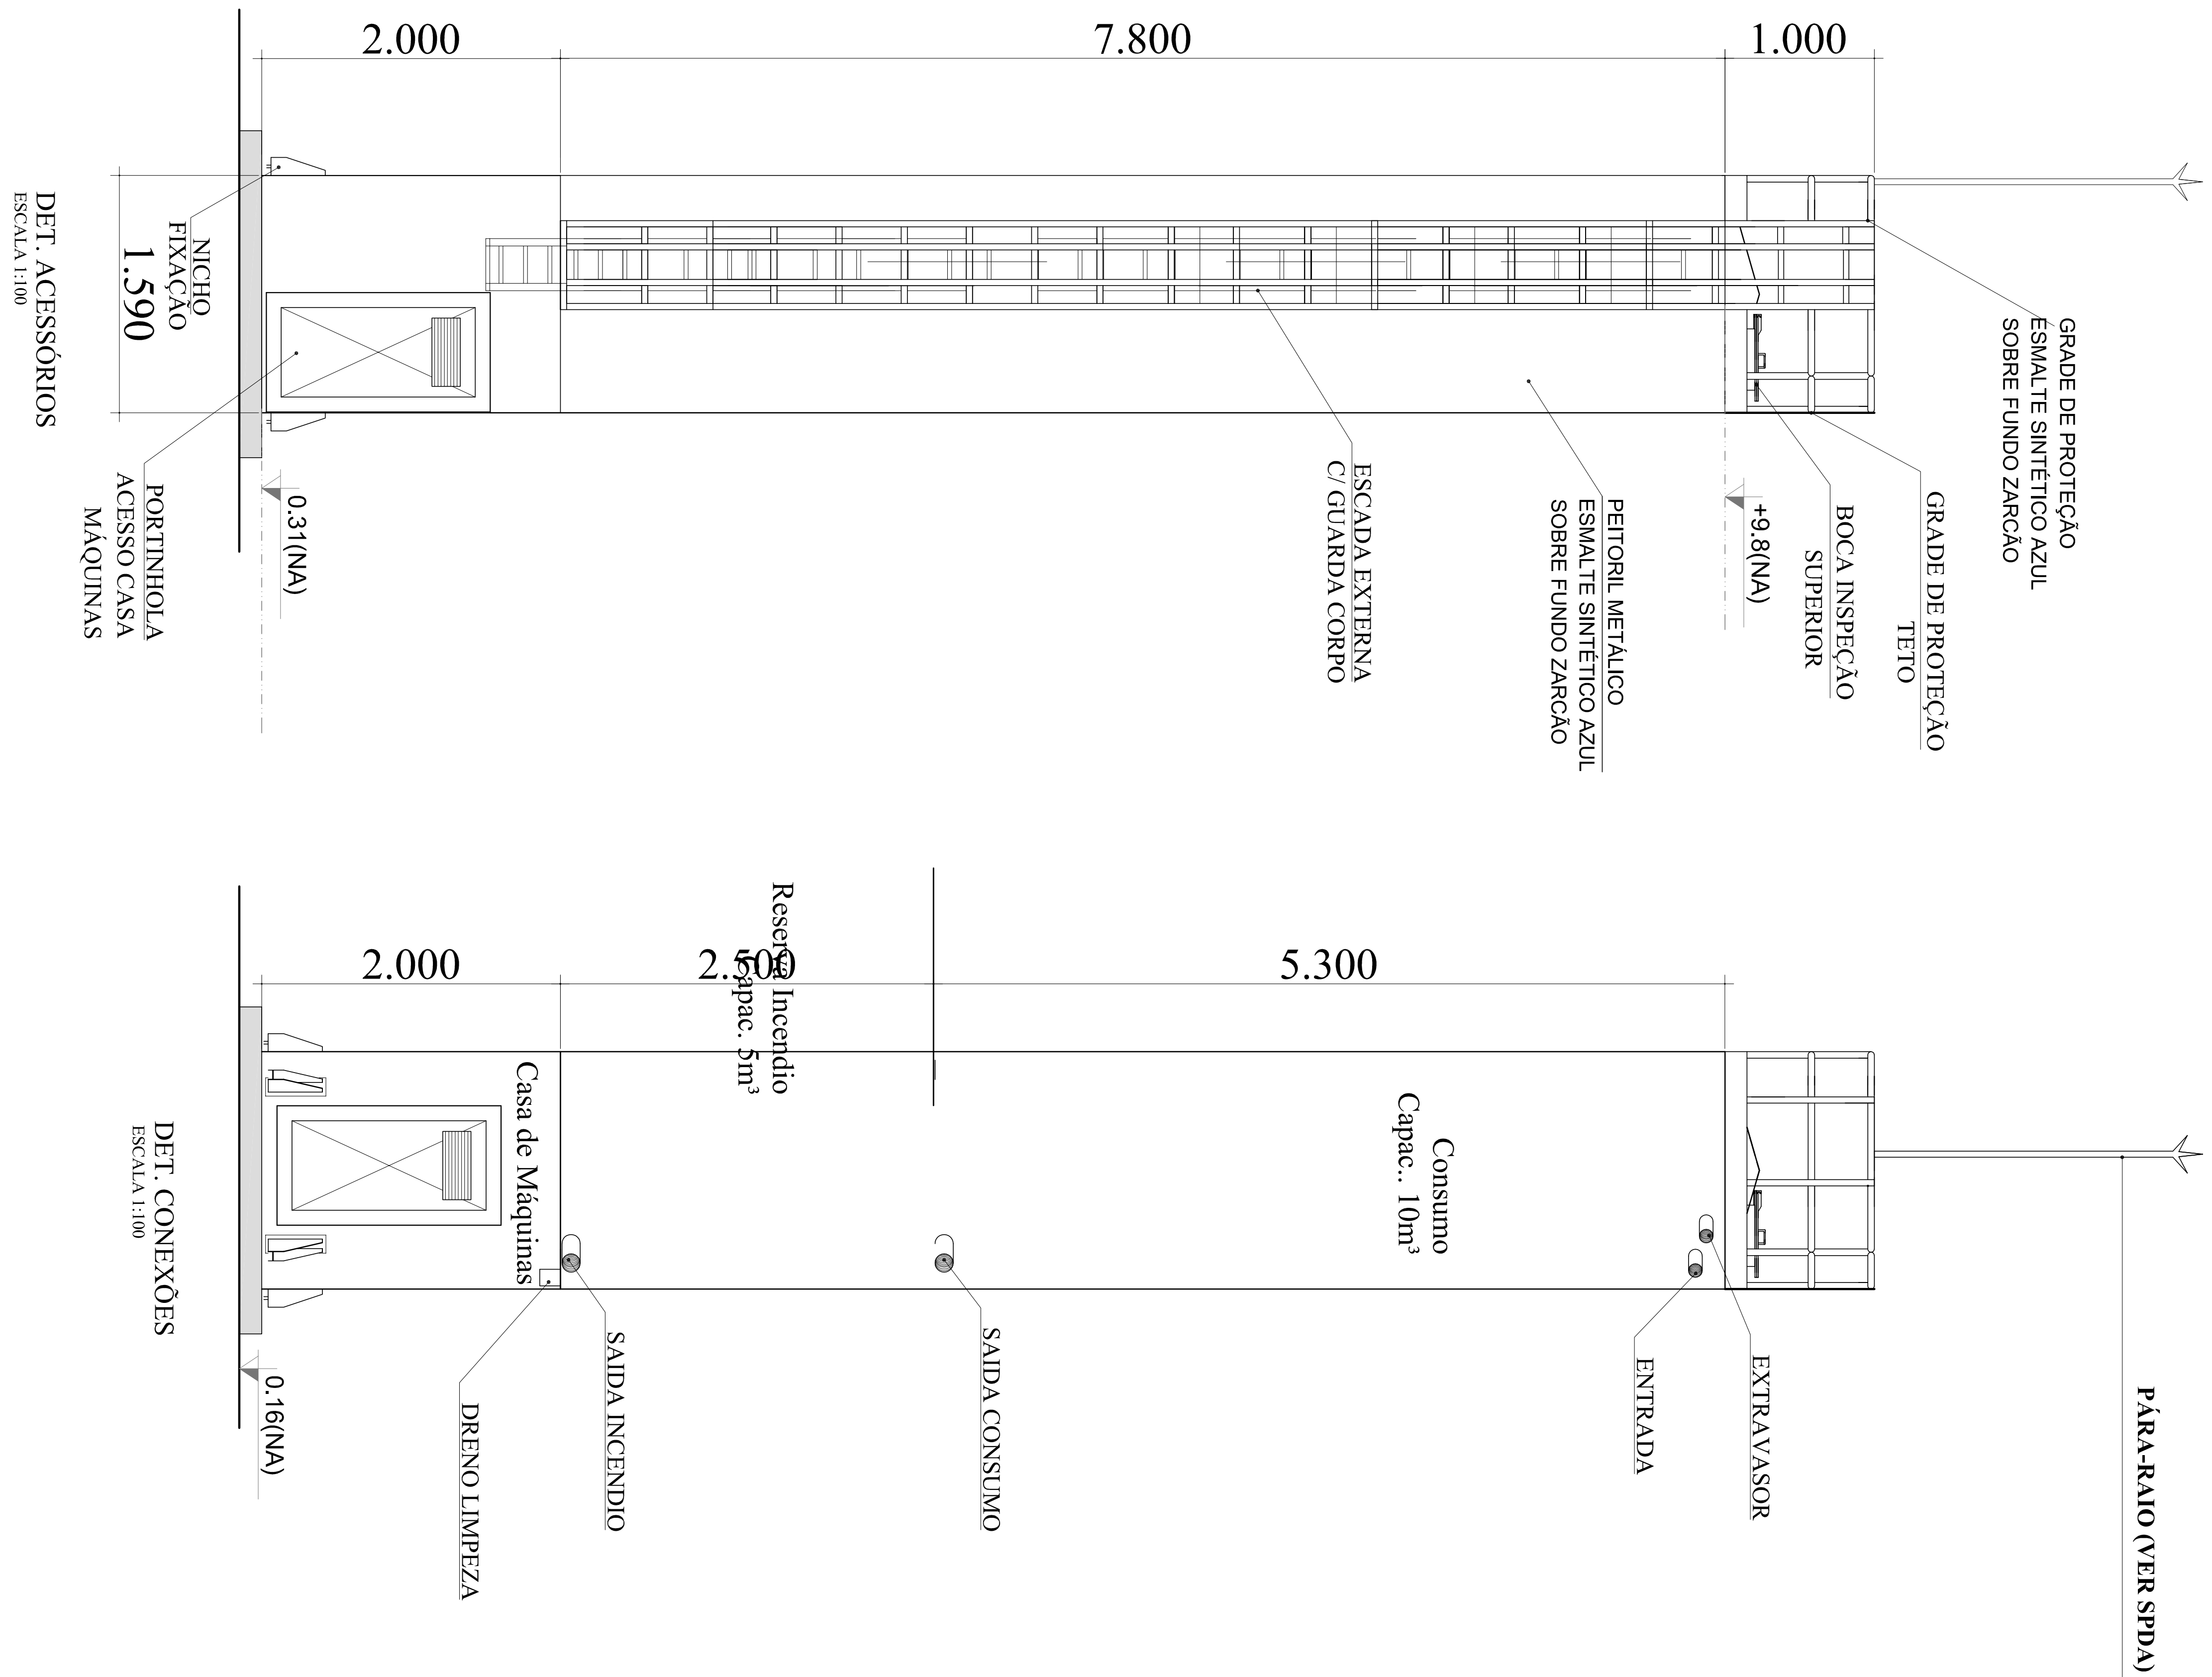 2.000
7.800
1.000
GRADE DE PROTEÇÃO
ESMALTE SINTÉTICO AZUL
SOBRE FUNDO ZARCÃO
GRADE DE PROTEÇÃO
TETO
BOCA INSPEÇÃO
SUPERIOR
+9.8(NA)
PEITORIL METÁLICO
ESMALTE SINTÉTICO AZUL
SOBRE FUNDO ZARCÃO
ESCADA EXTERNA
C/ GUARDA CORPO
0.31(NA)
NICHO
FIXAÇÃO
1.590
PORTINHOLA
ACESSO CASA
MÁQUINAS
DET. ACESSÓRIOS
ESCALA 1:100
2.000
2.500
5.300
Reserva Incendio
Capac. 5m³
Consumo
Capac.. 10m³
Casa de Máquinas
PÁRA-RAIO (VER SPDA)
EXTRAVASOR
ENTRADA
SAIDA CONSUMO
SAIDA INCENDIO
DRENO LIMPEZA
0.16(NA)
DET. CONEXÕES
ESCALA 1:100